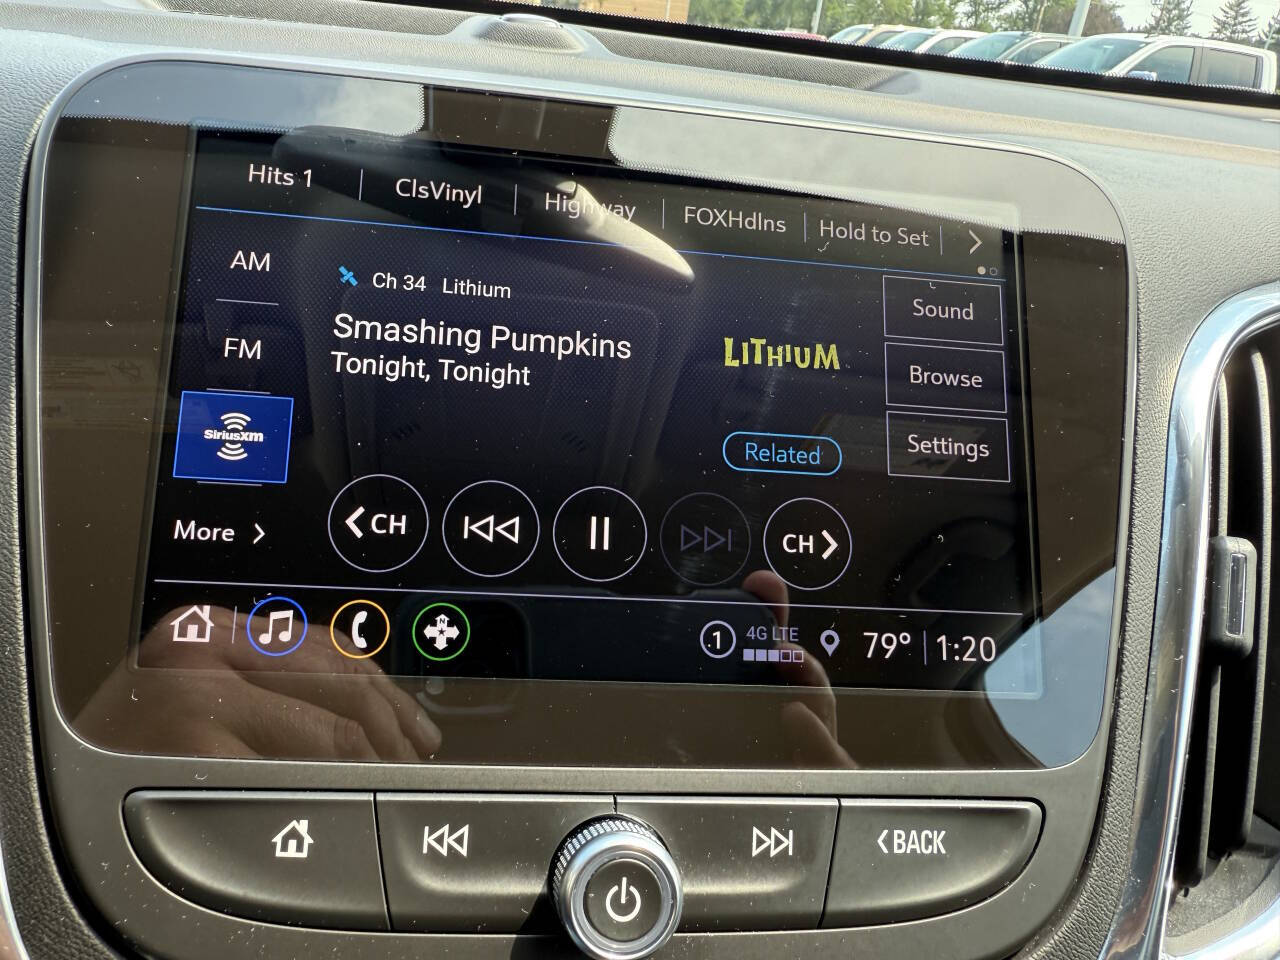 Hits 1
ClsVinyl
Highway
FOXHdlns
Hold to Set
AM
Ch 34 Lithium
Sound
FM
Smashing Pumpkins
Tonight, Tonight
LiTHiUM
Browse
SiriusXM
Related
Settings
More
CH
CH
N
1
4G LTE
79°
1:20
BACK